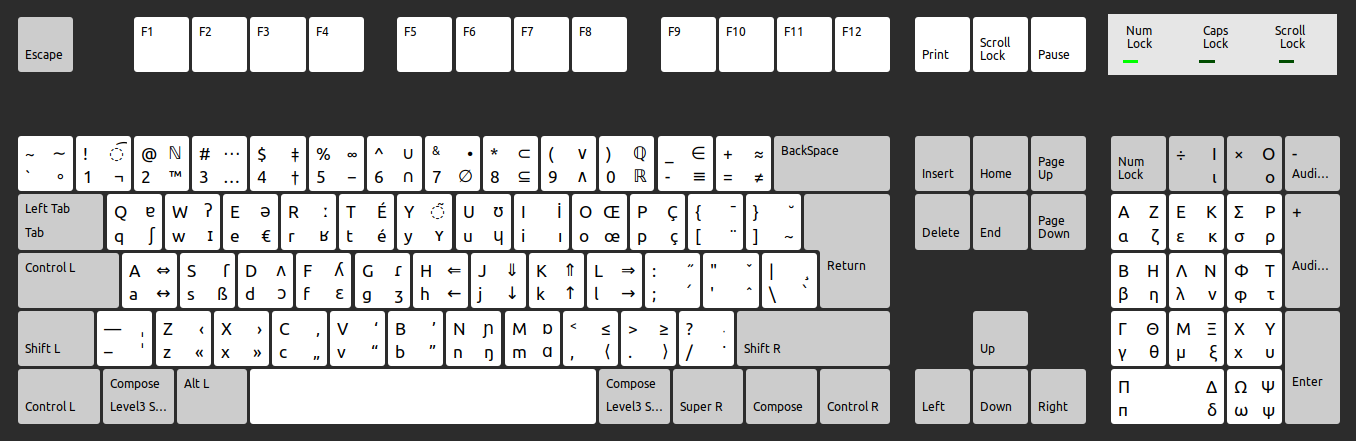 Escape F1 F2 F3 F4 F5 F6 F7 F8 F9 F10 F11 F12 Print Scroll Lock Pause Num Lock Caps Lock Scroll Lock
~ ∼ ! @ ℕ # ⋯ $ ‡ % ∞ ^ ∪ & • * ⊂ ( ∨ ) ℚ _ ∈ + ≈ BackSpace
` ∘ 1 ¬ 2 ™ 3 … 4 † 5 − 6 ∩ 7 ∅ 8 ⊆ 9 ∧ 0 ℝ - ≡ = ≠
Insert Home Page Up Num Lock ÷ Ι × Ο -
ι ο Audi...
Left Tab Q ɐ W ʔ E ə R ː T É Y U ʊ I İ O Œ P Ç { ¯ } ˘
Tab q ʃ w ɪ e € r ʁ t é y ʏ u ɥ i ı o œ p ç [ ¨ ] ~
Delete End Page Down Α Ζ Ε Κ Σ Ρ +
α ζ ε κ σ ρ
Control L A ⇔ S ſ D ʌ F ʎ G ɾ H ⇐ J ⇓ K ⇑ L ⇒ : ˝ " ˇ | ¸ Return
a ↔ s ß d ɔ f ɛ g ʒ h ← j ↓ k ↑ l → ; ´ ' ˆ \ `
Β Η Λ Ν Φ Τ Audi...
β η λ ν φ τ
Shift L — ¦ Z ‹ X › C ‚ V ‘ B ’ N ɲ M ɒ < ≤ > ≥ ? Shift R
– z « x » c „ v “ b ” n ŋ m ɑ , ⟨ . ⟩ / ˙
Up Γ Θ Μ Ξ Χ Υ Enter
γ θ μ ξ χ υ
Control L Compose Level3 S... Alt L Compose Level3 S... Super R Compose Control R
Left Down Right Π Δ Ω Ψ
π δ ω ψ